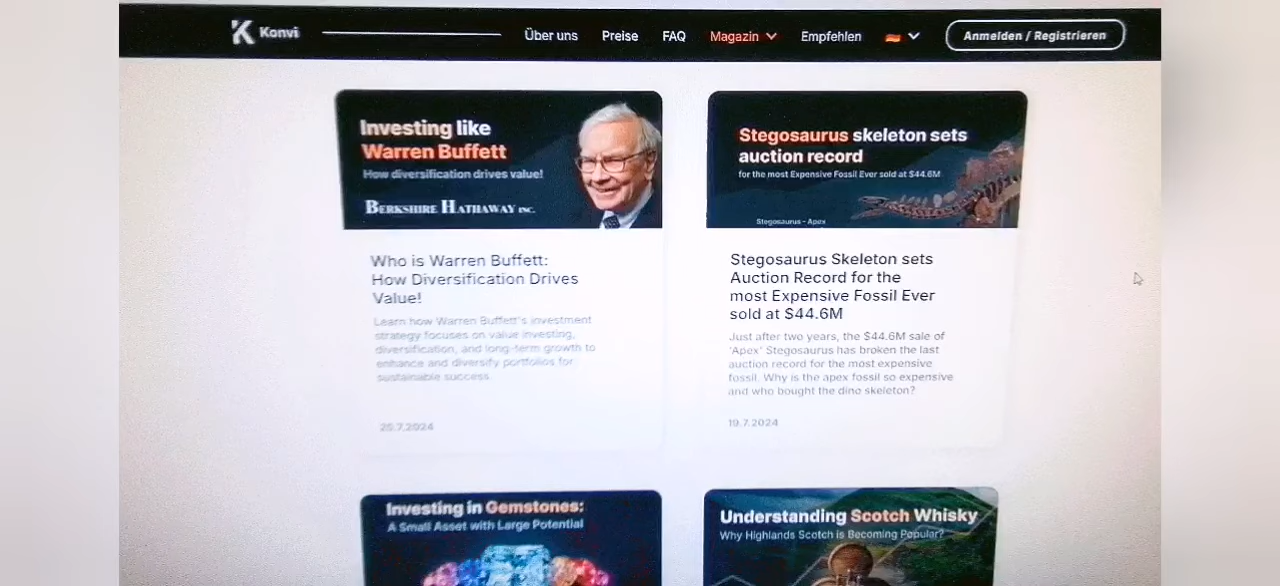 Konvi
Über uns
Preise
FAQ
Magazin
Empfehlen
Anmelden / Registrieren
Investing like
Warren Buffett
How diversification drives value!
BERKSHIRE HATHAWAY INC.
Stegosaurus skeleton sets
auction record
for the most Expensive Fossil Ever sold at $44.6M
Stegosaurus - Apex
Who is Warren Buffett:
How Diversification Drives
Value!
Learn how Warren Buffett's investment
strategy focuses on value investing,
diversification, and long-term growth to
enhance and diversify portfolios for
sustainable success.
25.7.2024
Stegosaurus Skeleton sets
Auction Record for the
most Expensive Fossil Ever
sold at $44.6M
Just after two years, the $44.6M sale of
'Apex' Stegosaurus has broken the last
auction record for the most expensive
fossil. Why is the apex fossil so expensive
and who bought the dino skeleton?
19.7.2024
Investing in Gemstones:
A Small Asset with Large Potential
Understanding Scotch Whisky
Why Highlands Scotch is Becoming Popular?